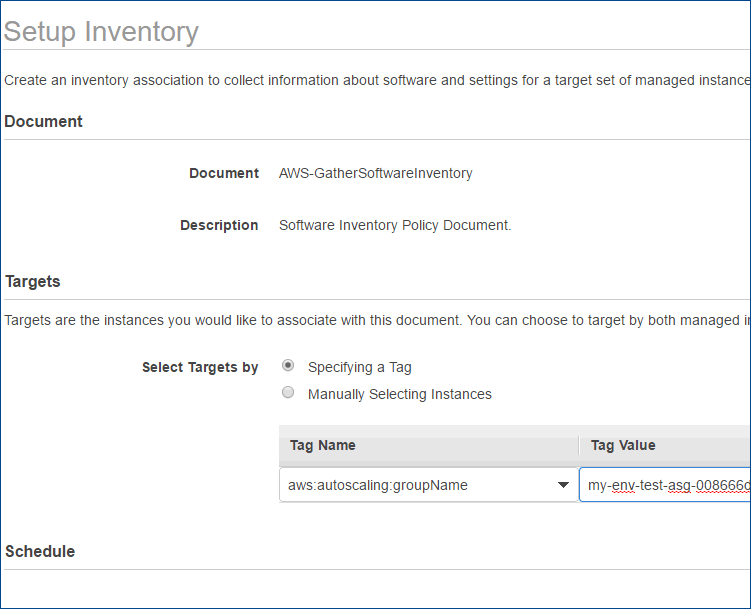 Setup Inventory
Create an inventory association to collect information about software and settings for a target set of managed instance
Document
Document AWS-GatherSoftwareInventory
Description Software Inventory Policy Document.
Targets
Targets are the instances you would like to associate with this document. You can choose to target by both managed i
Select Targets by Specifying a Tag
Manually Selecting Instances
Tag Name Tag Value
aws:autoscaling:groupName my-env-test-asg-008666d
Schedule